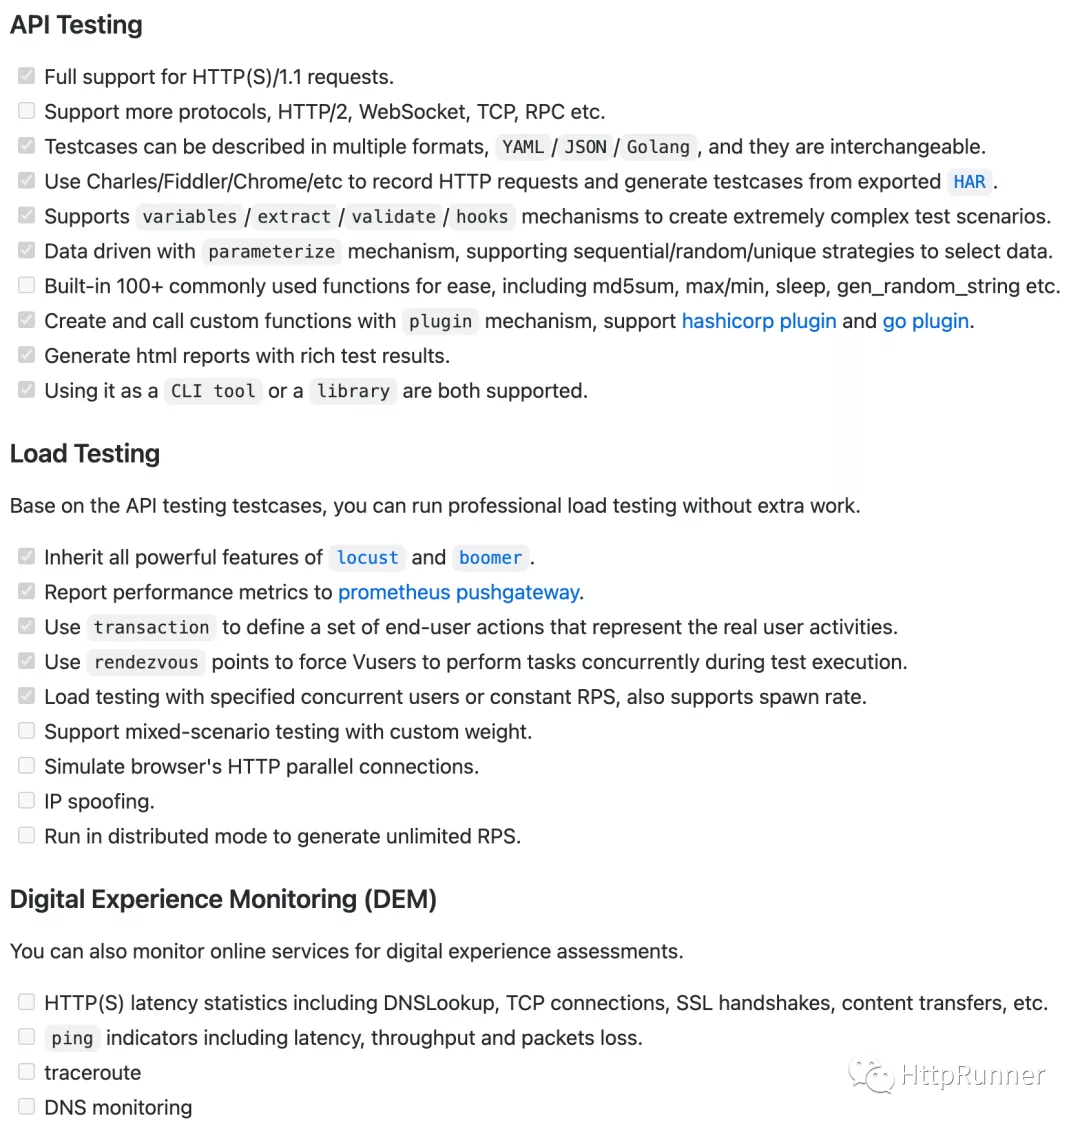 API Testing
Full support for HTTP(S)/1.1 requests.
Support more protocols, HTTP/2, WebSocket, TCP, RPC etc.
Testcases can be described in multiple formats, YAML / JSON / Golang , and they are interchangeable.
Use Charles/Fiddler/Chrome/etc to record HTTP requests and generate testcases from exported HAR .
Supports variables / extract / validate / hooks mechanisms to create extremely complex test scenarios.
Data driven with parameterize mechanism, supporting sequential/random/unique strategies to select data.
Built-in 100+ commonly used functions for ease, including md5sum, max/min, sleep, gen_random_string etc.
Create and call custom functions with plugin mechanism, support hashicorp plugin and go plugin.
Generate html reports with rich test results.
Using it as a CLI tool or a library are both supported.
Load Testing
Base on the API testing testcases, you can run professional load testing without extra work.
Inherit all powerful features of locust and boomer .
Report performance metrics to prometheus pushgateway.
Use transaction to define a set of end-user actions that represent the real user activities.
Use rendezvous points to force Vusers to perform tasks concurrently during test execution.
Load testing with specified concurrent users or constant RPS, also supports spawn rate.
Support mixed-scenario testing with custom weight.
Simulate browser's HTTP parallel connections.
IP spoofing.
Run in distributed mode to generate unlimited RPS.
Digital Experience Monitoring (DEM)
You can also monitor online services for digital experience assessments.
HTTP(S) latency statistics including DNSLookup, TCP connections, SSL handshakes, content transfers, etc.
ping indicators including latency, throughput and packets loss.
traceroute
HttpRunner
DNS monitoring